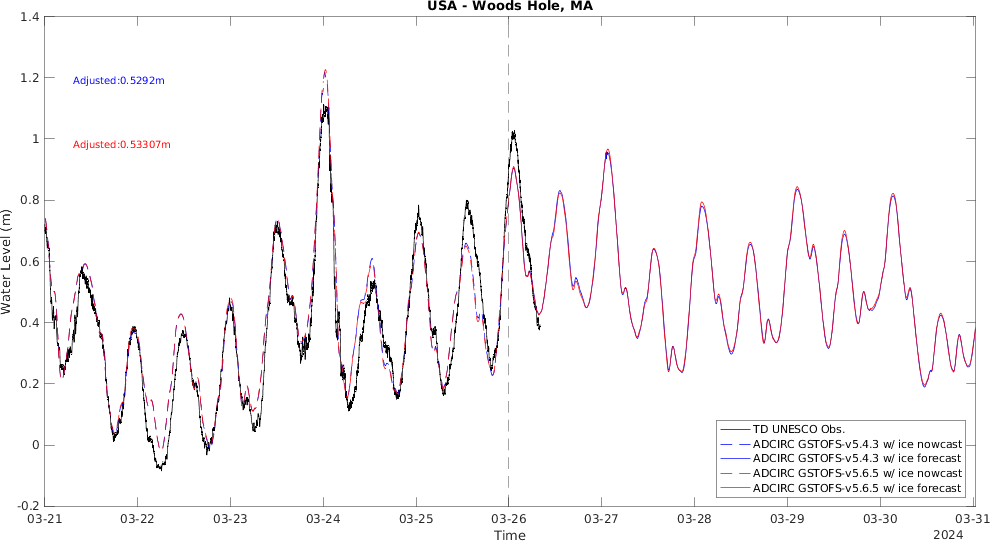 USA - Woods Hole, MA
1.4
1.2
1
0.8
0.6
0.4
0.2
0
-0.2
Water Level (m)
Adjusted:0.5292m
Adjusted:0.53307m
TD UNESCO Obs.
ADCIRC GSTOFS-v5.4.3 w/ ice nowcast
ADCIRC GSTOFS-v5.4.3 w/ ice forecast
ADCIRC GSTOFS-v5.6.5 w/ ice nowcast
ADCIRC GSTOFS-v5.6.5 w/ ice forecast
03-21 03-22 03-23 03-24 03-25 03-26 03-27 03-28 03-29 03-30 03-31
Time
2024